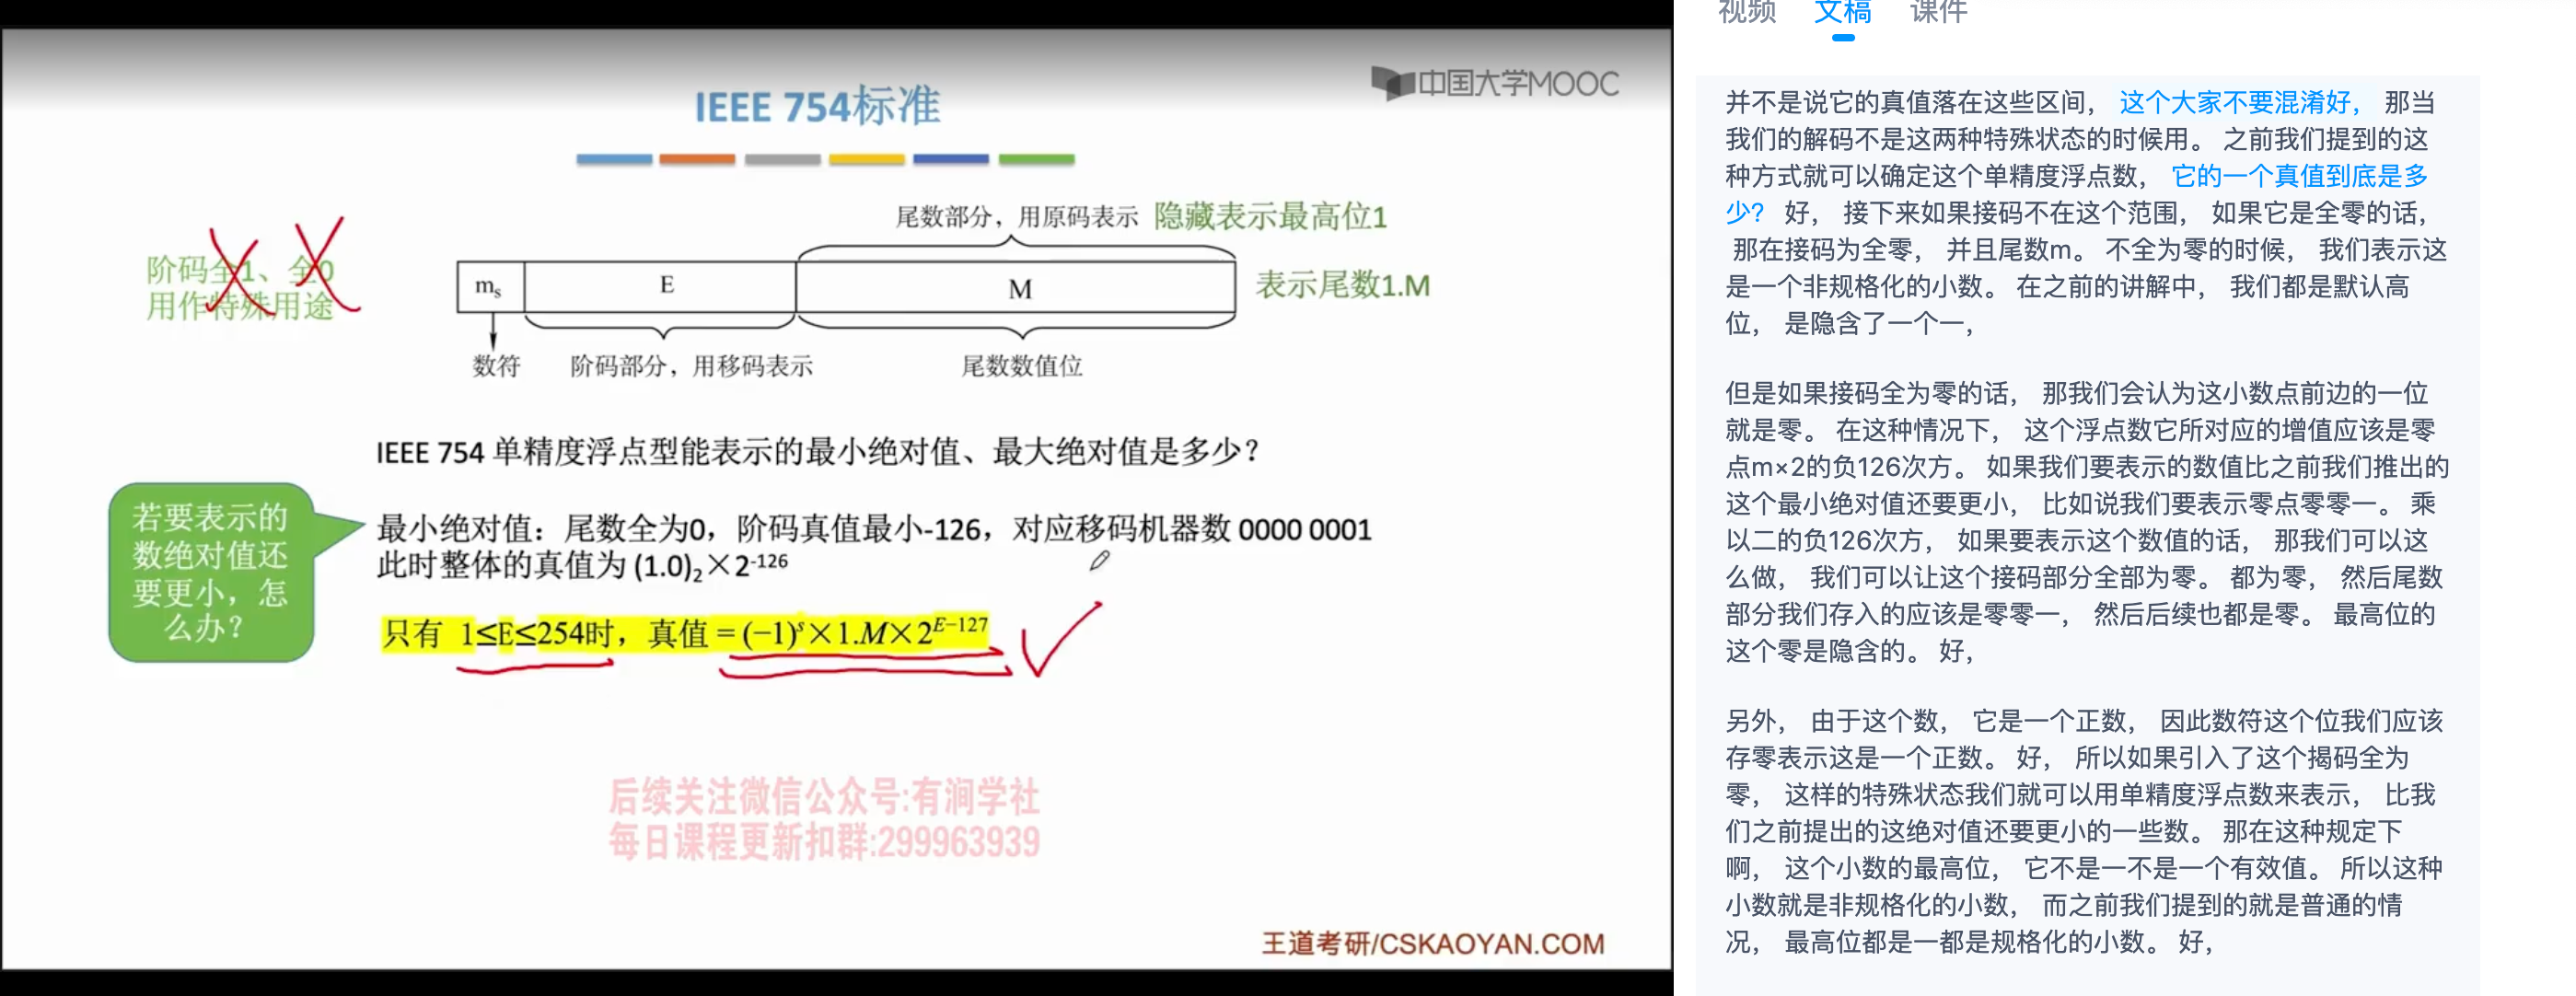 中国大学MOOC
IEEE 754标准
尾数部分，用原码表示 隐藏表示最高位1
阶码全1、全0
用作特殊用途
mₛ E M
表示尾数1.M
数符 阶码部分，用移码表示 尾数数值位
IEEE 754 单精度浮点型能表示的最小绝对值、最大绝对值是多少？
若要表示的
数绝对值还
要更小，怎
么办？
最小绝对值：尾数全为0，阶码真值最小-126，对应移码机器数 0000 0001
此时整体的真值为 (1.0)₂×2⁻¹²⁶
只有 1≤E≤254时，真值 = (−1)ˢ×1.M×2ᴱ⁻¹²⁷
后续关注微信公众号:有涧学社
每日课程更新扣群:299963939
王道考研/CSKAOYAN.COM
视频 文稿 课件
并不是说它的真值落在这些区间， 这个大家不要混淆好， 那当
我们的解码不是这两种特殊状态的时候用。 之前我们提到的这
种方式就可以确定这个单精度浮点数， 它的一个真值到底是多
少？ 好， 接下来如果接码不在这个范围， 如果它是全零的话，
那在接码为全零， 并且尾数m。 不全为零的时候， 我们表示这
是一个非规格化的小数。 在之前的讲解中， 我们都是默认高
位， 是隐含了一个一，
但是如果接码全为零的话， 那我们会认为这小数点前边的一位
就是零。 在这种情况下， 这个浮点数它所对应的增值应该是零
点m×2的负126次方。 如果我们要表示的数值比之前我们推出的
这个最小绝对值还要更小， 比如说我们要表示零点零零一。 乘
以二的负126次方， 如果要表示这个数值的话， 那我们可以这
么做， 我们可以让这个接码部分全部为零。 都为零， 然后尾数
部分我们存入的应该是零零一， 然后后续也都是零。 最高位的
这个零是隐含的。 好，
另外， 由于这个数， 它是一个正数， 因此数符这个位我们应该
存零表示这是一个正数。 好， 所以如果引入了这个揭码全为
零， 这样的特殊状态我们就可以用单精度浮点数来表示， 比我
们之前提出的这绝对值还要更小的一些数。 那在这种规定下
啊， 这个小数的最高位， 它不是一不是一个有效值。 所以这种
小数就是非规格化的小数， 而之前我们提到的就是普通的情
况， 最高位都是一都是规格化的小数。 好，